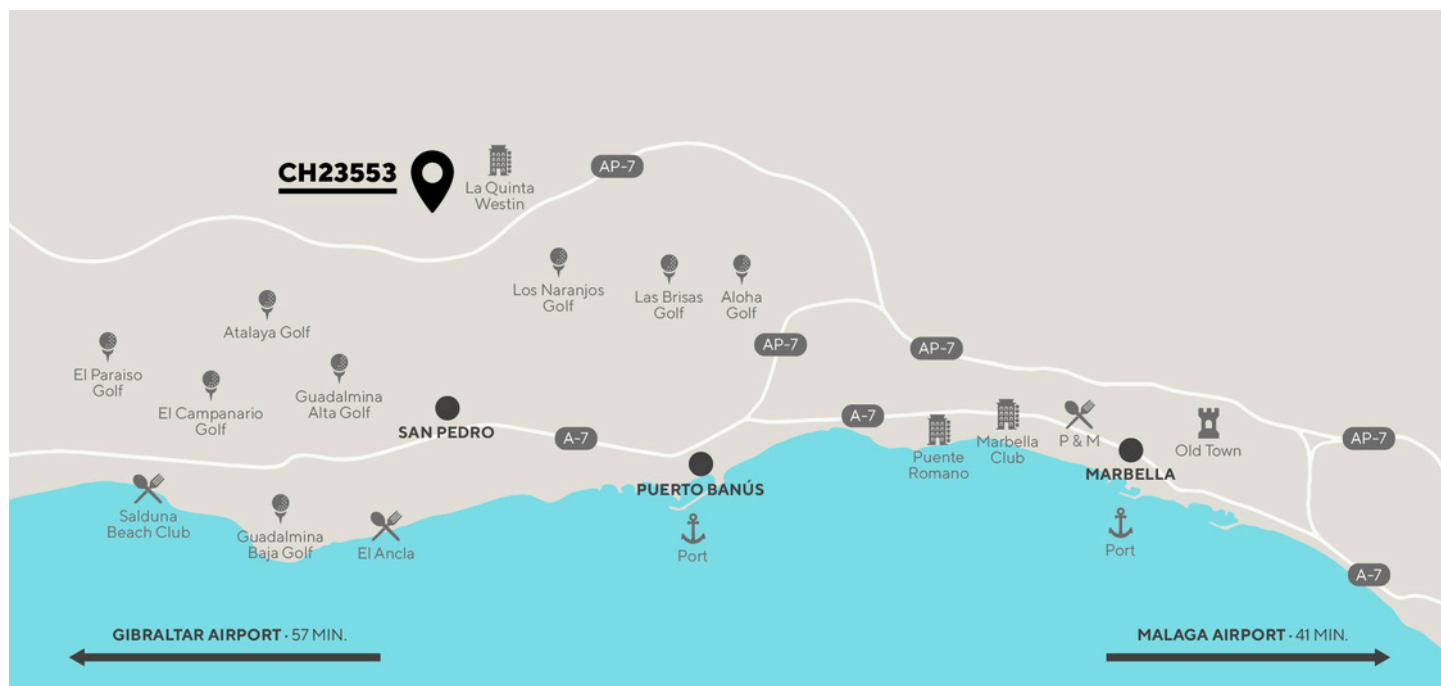 CH23553
La Quinta
Westin
AP-7
Los Naranjos
Golf
Las Brisas
Golf
Aloha
Golf
Atalaya Golf
El Paraiso
Golf
El Campanario
Golf
Guadalmina
Alta Golf
AP-7
AP-7
SAN PEDRO
A-7
A-7
Puente
Romano
Marbella
Club
P & M
Old Town
AP-7
MARBELLA
PUERTO BANÚS
Salduna
Beach Club
Guadalmina
Baja Golf
El Ancla
Port
Port
A-7
GIBRALTAR AIRPORT · 57 MIN.
MALAGA AIRPORT · 41 MIN.